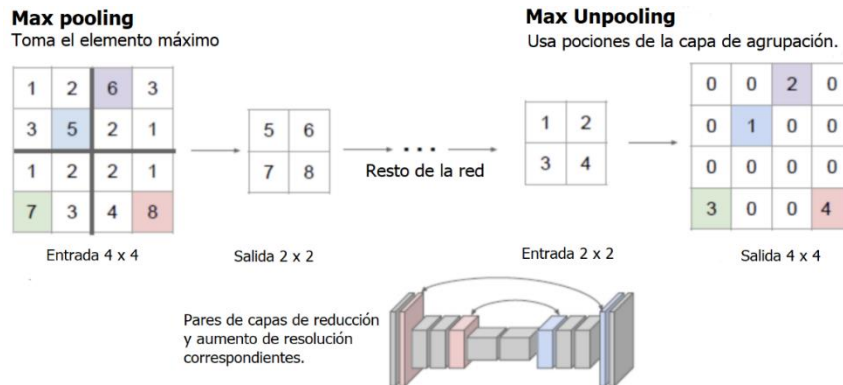 Max pooling
Toma el elemento máximo
1 2 6 3
3 5 2 1
1 2 2 1
7 3 4 8
Entrada 4 x 4
5 6
7 8
Salida 2 x 2
. . .
Resto de la red
Max Unpooling
Usa pociones de la capa de agrupación.
1 2
3 4
Entrada 2 x 2
0 0 2 0
0 1 0 0
0 0 0 0
3 0 0 4
Salida 4 x 4
Pares de capas de reducción
y aumento de resolución
correspondientes.